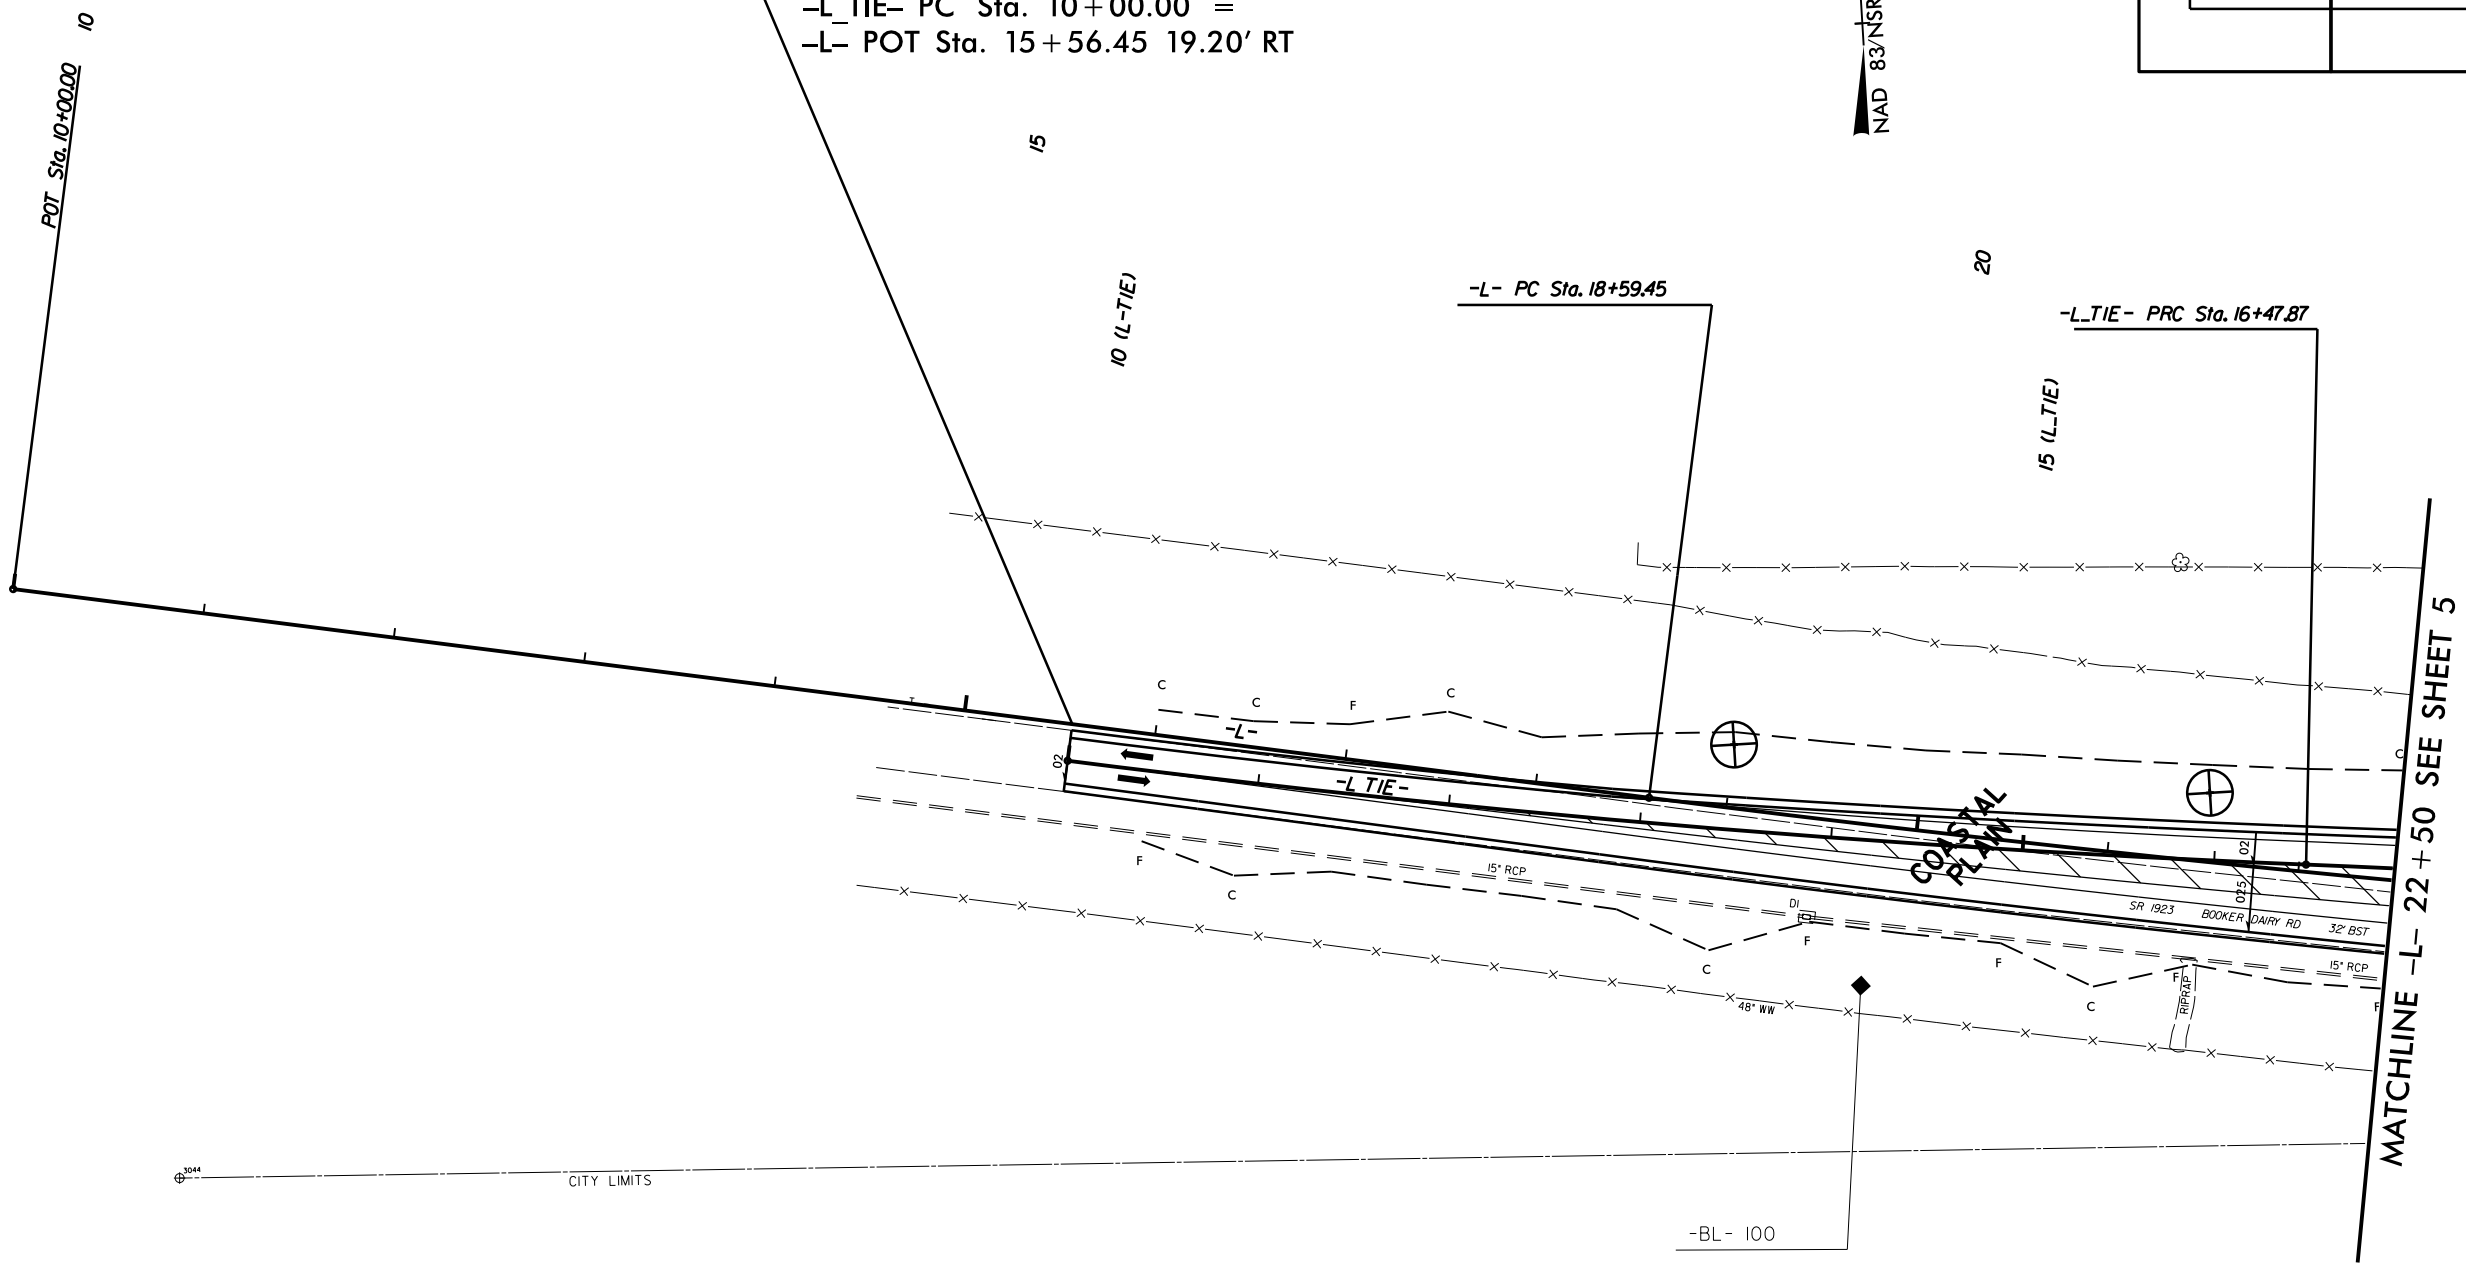 -L_TIE- PC Sta. 10+00.00 =
-L- POT Sta. 15+56.45 19.20' RT
10
POT Sta. 10+00.00
15
NAD 83/NSR
20
10 (L-TIE)
-L- PC Sta. 18+59.45
-L_TIE- PRC Sta. 16+47.87
15 (L_TIE)
MATCHLINE -L- 22+50 SEE SHEET 5
C
C
F
C
T
-L-
02
-L TIE-
C
COASTAL
PLAIN
02
025
F
C
15" RCP
DI
F
SR 1923 BOOKER DAIRY RD 32' BST
C
F
F
15" RCP
RIPRAP
C
F
48" WW
3044
CITY LIMITS
-BL- 100